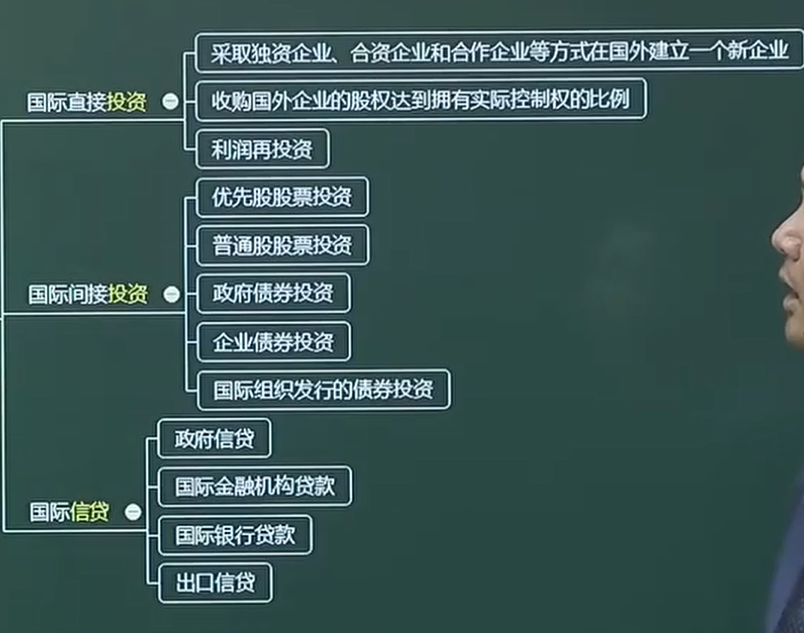 国际直接投资
采取独资企业、合资企业和合作企业等方式在国外建立一个新企业
收购国外企业的股权达到拥有实际控制权的比例
利润再投资
国际间接投资
优先股股票投资
普通股股票投资
政府债券投资
企业债券投资
国际组织发行的债券投资
国际信贷
政府信贷
国际金融机构贷款
国际银行贷款
出口信贷